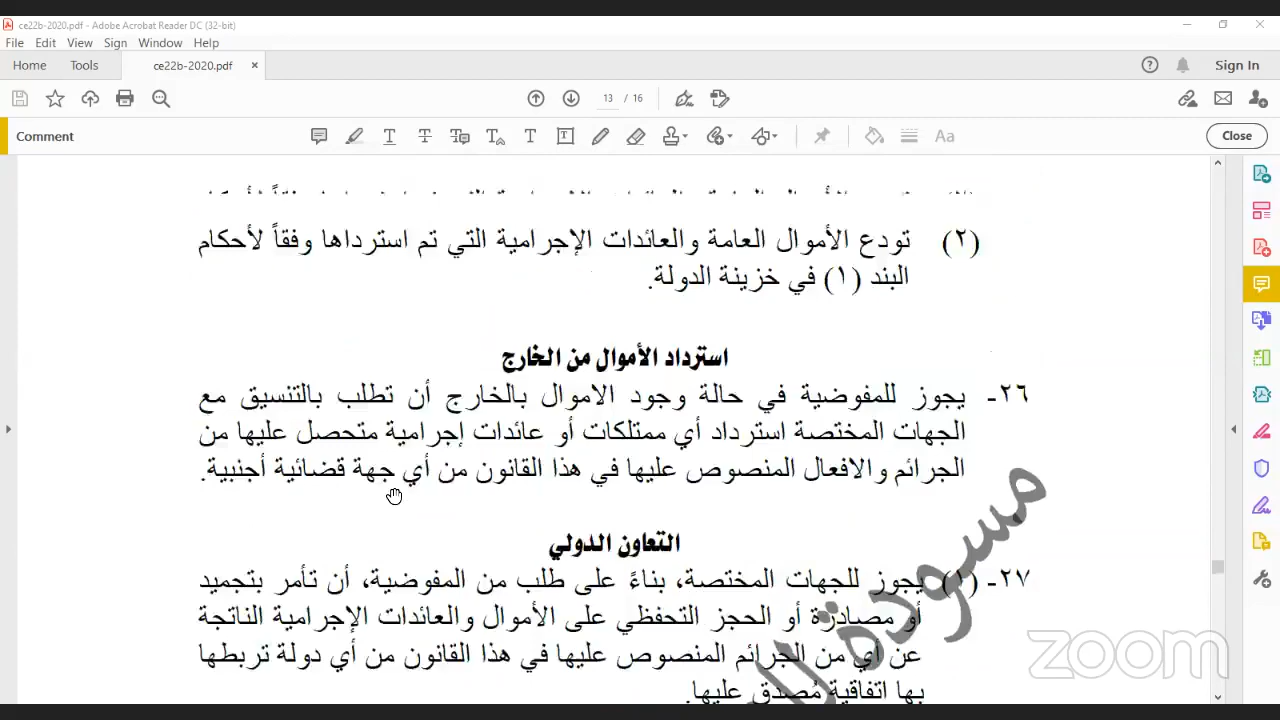 ce22b-2020.pdf - Adobe Acrobat Reader DC (32-bit)
File Edit View Sign Window Help
Home Tools ce22b-2020.pdf × Sign In
13 / 16
Comment Close
(٢) تودع الأموال العامة والعائدات الإجرامية التي تم استردادها وفقاً لأحكام
البند (١) في خزينة الدولة.
استرداد الأموال من الخارج
٢٦- يجوز للمفوضية في حالة وجود الاموال بالخارج أن تطلب بالتنسيق مع
الجهات المختصة استرداد أي ممتلكات أو عائدات إجرامية متحصل عليها من
الجرائم والافعال المنصوص عليها في هذا القانون من أي جهة قضائية أجنبية.
التعاون الدولي
٢٧- (١) يجوز للجهات المختصة، بناءً على طلب من المفوضية، أن تأمر بتجميد
أو مصادرة أو الحجز التحفظي على الأموال والعائدات الإجرامية الناتجة
عن أي من الجرائم المنصوص عليها في هذا القانون من أي دولة تربطها
بها اتفاقية مُصدق عليها.
مسودة
zoom